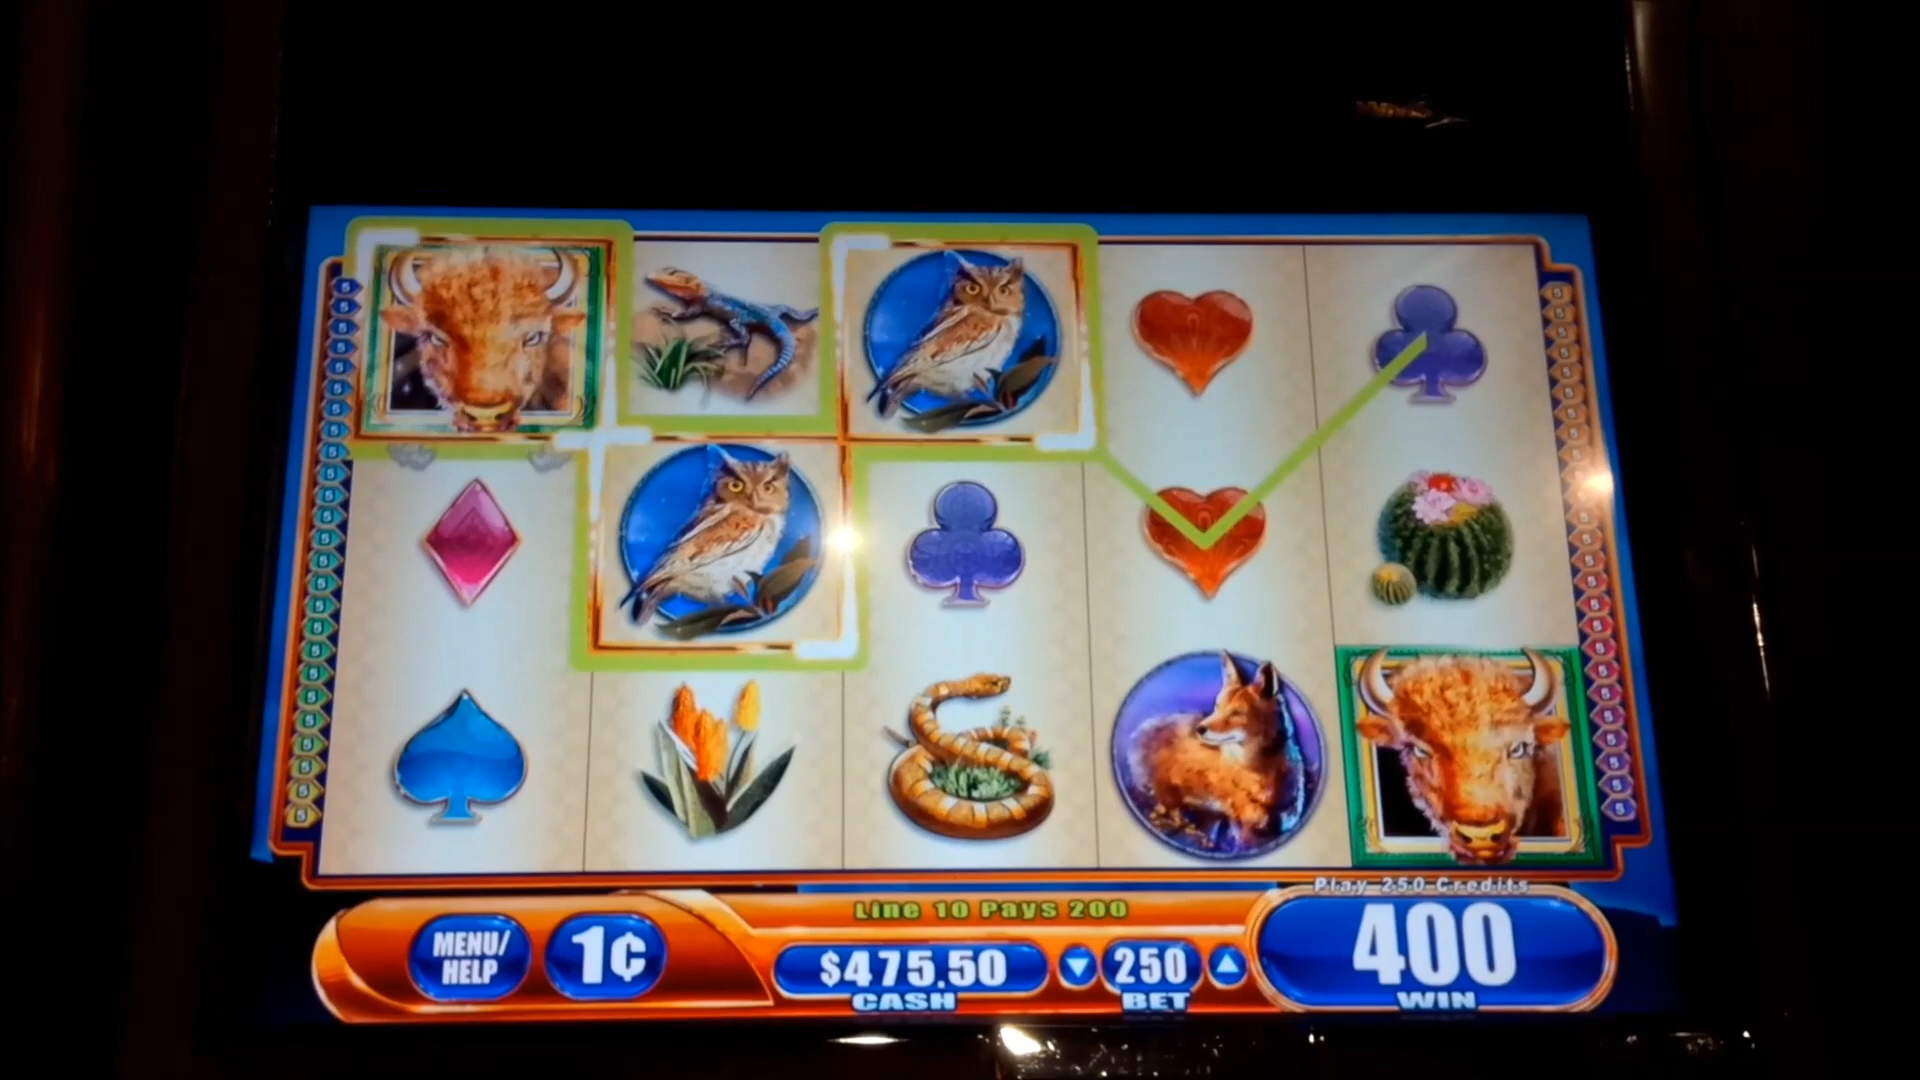 Play 250 Credits
Line 10 Pays 200
MENU/
HELP
1¢
$475.50
CASH
250
BET
400
WIN